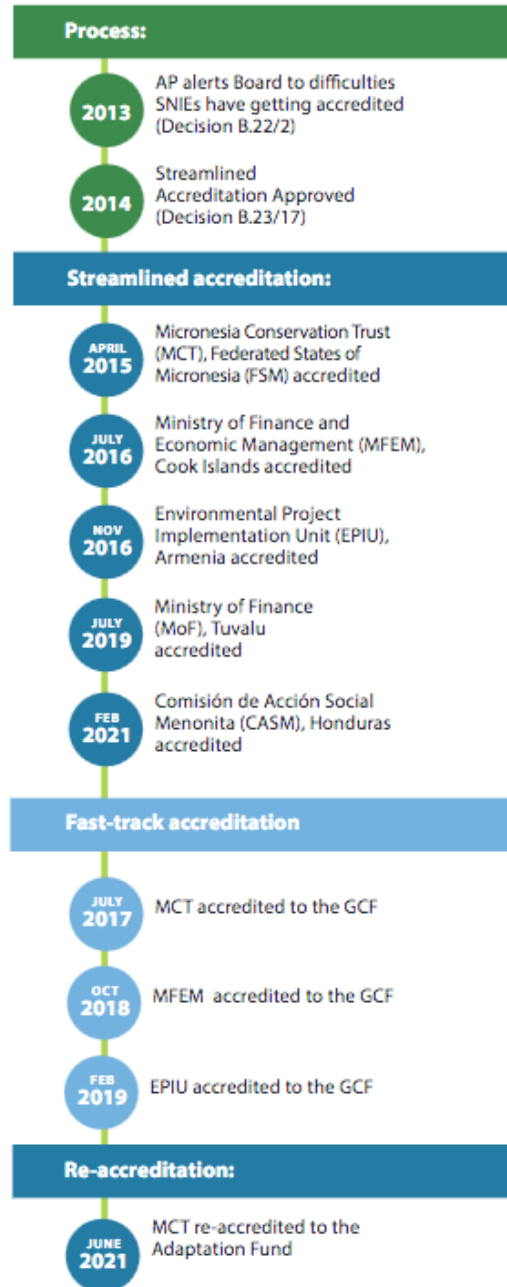 Process:
2013
AP alerts Board to difficulties
SNIEs have getting accredited
(Decision B.22/2)
2014
Streamlined
Accreditation Approved
(Decision B.23/17)
Streamlined accreditation:
APRIL
2015
Micronesia Conservation Trust
(MCT), Federated States of
Micronesia (FSM) accredited
JULY
2016
Ministry of Finance and
Economic Management (MFEM),
Cook Islands accredited
NOV
2016
Environmental Project
Implementation Unit (EPIU),
Armenia accredited
JULY
2019
Ministry of Finance
(MoF), Tuvalu
accredited
FEB
2021
Comisión de Acción Social
Menonita (CASM), Honduras
accredited
Fast-track accreditation
JULY
2017
MCT accredited to the GCF
OCT
2018
MFEM accredited to the GCF
FEB
2019
EPIU accredited to the GCF
Re-accreditation:
JUNE
2021
MCT re-accredited to the
Adaptation Fund